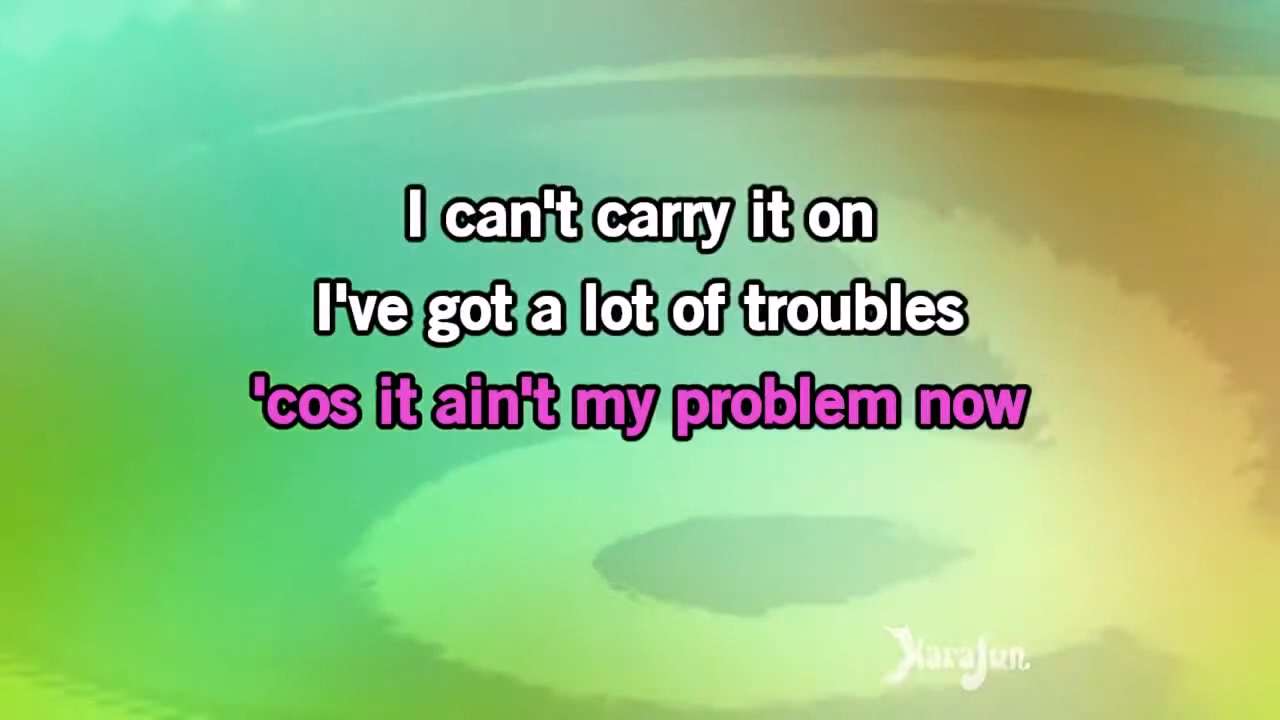 I can't carry it on
I've got a lot of troubles
'cos it ain't my problem now
KaraFun